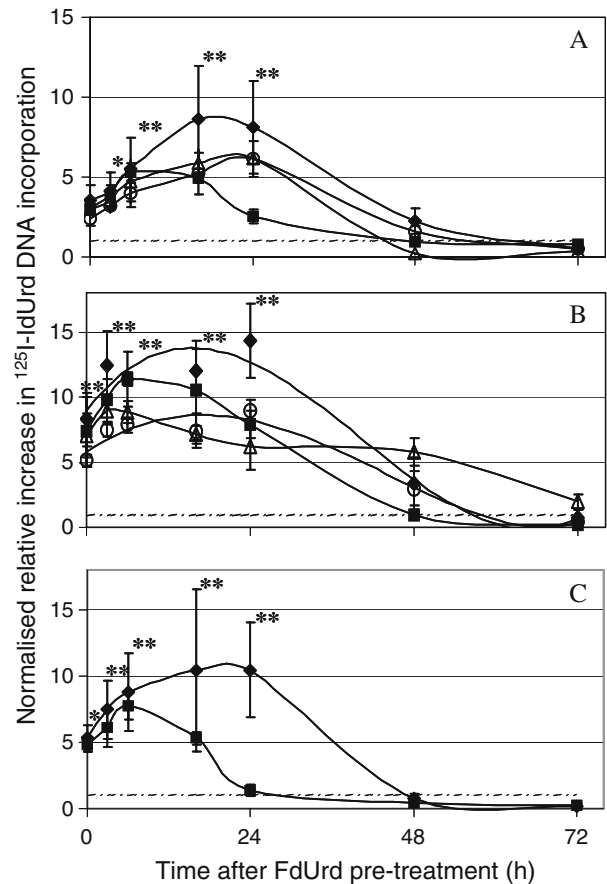 Normalised relative increase in ¹²⁵I-IdUrd DNA incorporation
A
15
10
5
0
* ** ** **
B
15
10
5
0
** ** ** ** **
C
15
10
5
0
* ** ** ** **
0 24 48 72
Time after FdUrd pre-treatment (h)